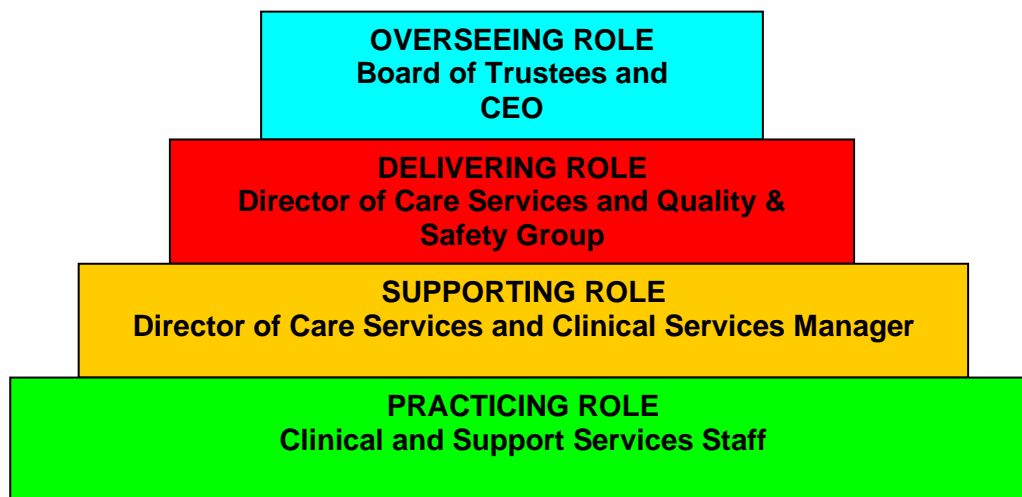 OVERSEEING ROLE
Board of Trustees and
CEO
DELIVERING ROLE
Director of Care Services and Quality &
Safety Group
SUPPORTING ROLE
Director of Care Services and Clinical Services Manager
PRACTICING ROLE
Clinical and Support Services Staff